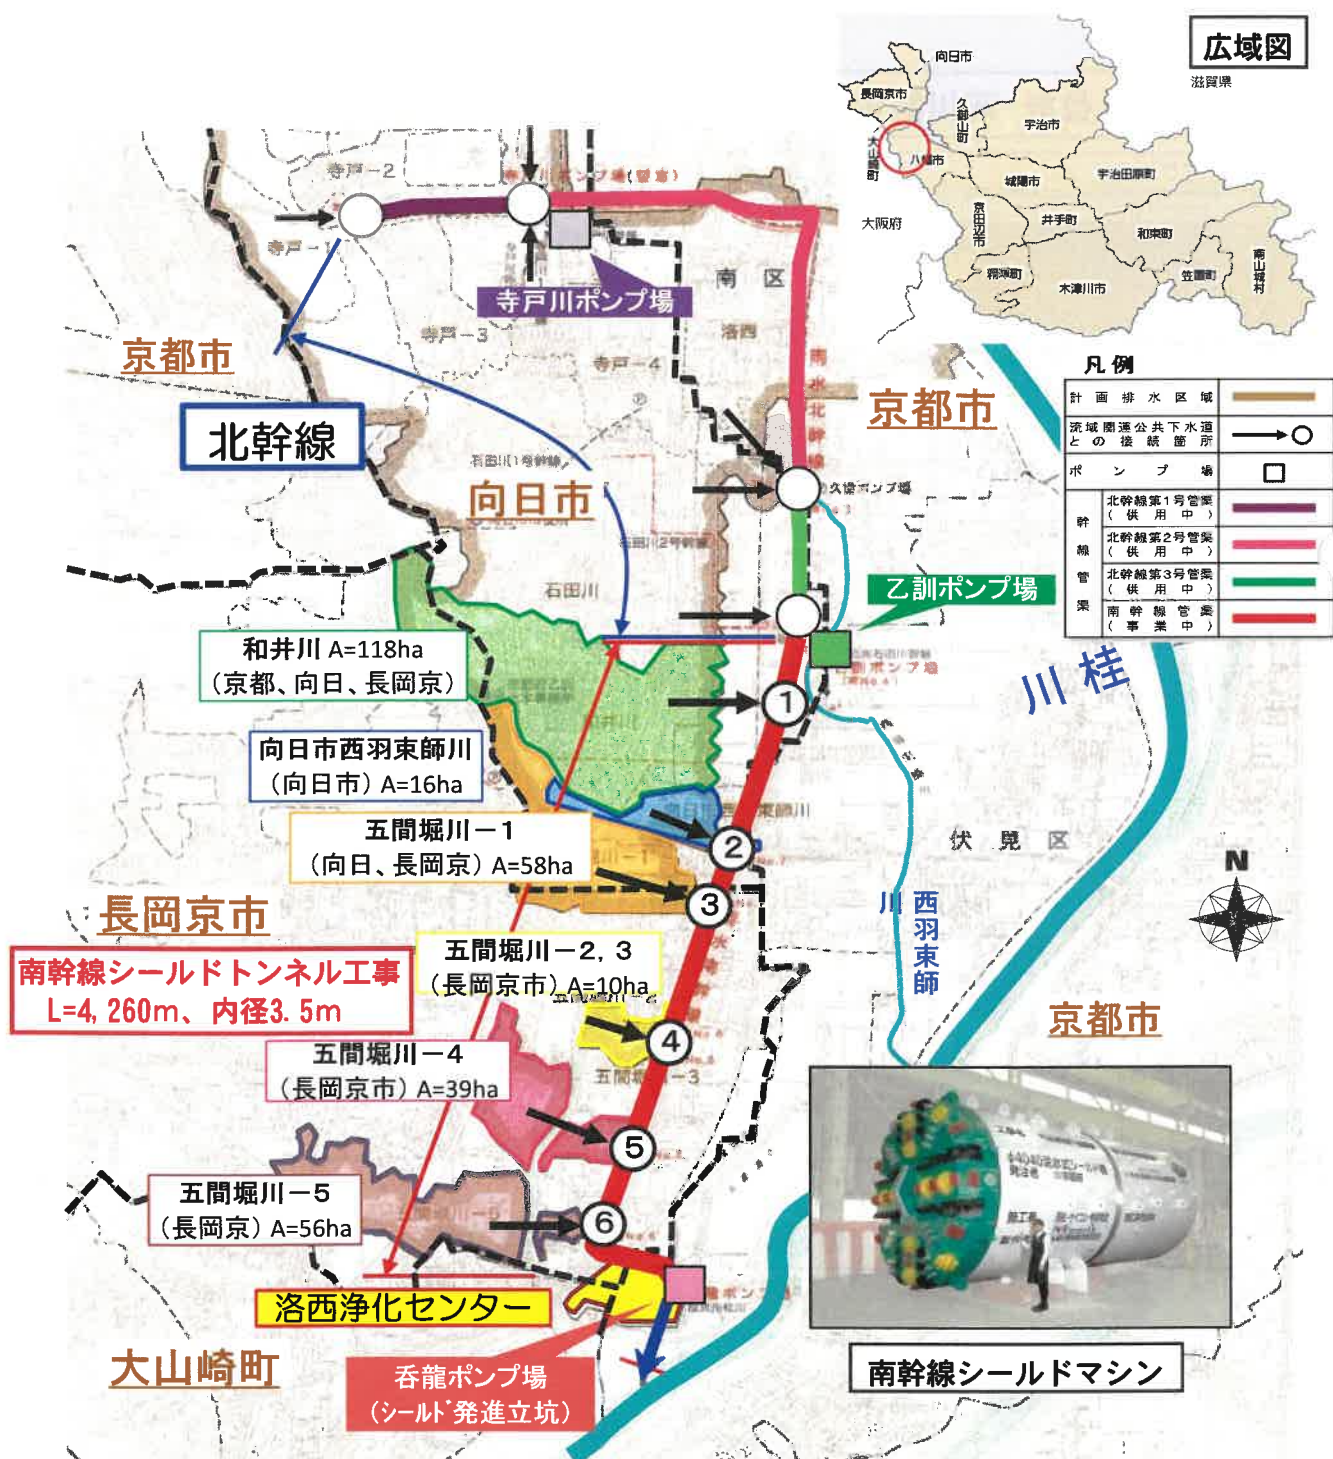 広域図
滋賀県
向日市
長岡京市
久御山町
宇治市
大山崎町
八幡市
城陽市
宇治田原町
大阪府
京田辺市
井手町
和束町
精華町
木津川市
笠置町
南山城村
凡例
計画排水区域
流域関連公共下水道
との接続箇所
ポンプ場
幹線管渠
北幹線第1号管渠
(供用中)
北幹線第2号管渠
(供用中)
北幹線第3号管渠
(供用中)
南幹線管渠
(事業中)
寺戸-2
寺戸-1
寺戸川ポンプ場
南区
寺戸-3
洛西
寺戸-4
京都市
京都市
北幹線
向日市
久世ポンプ場
石田川
乙訓ポンプ場
和井川 A=118ha
(京都、向日、長岡京)
桂川
①
向日市西羽束師川
(向日市) A=16ha
五間堀川-1
(向日、長岡京) A=58ha
②
伏見区
③
N
長岡京市
西羽束師川
南幹線シールドトンネル工事
L=4,260m、内径3.5m
五間堀川-2,3
(長岡京市) A=10ha
京都市
④
五間堀川-4
(長岡京市) A=39ha
⑤
五間堀川-5
(長岡京) A=56ha
⑥
洛西浄化センター
大山崎町
呑龍ポンプ場
(シールド発進立坑)
南幹線シールドマシン